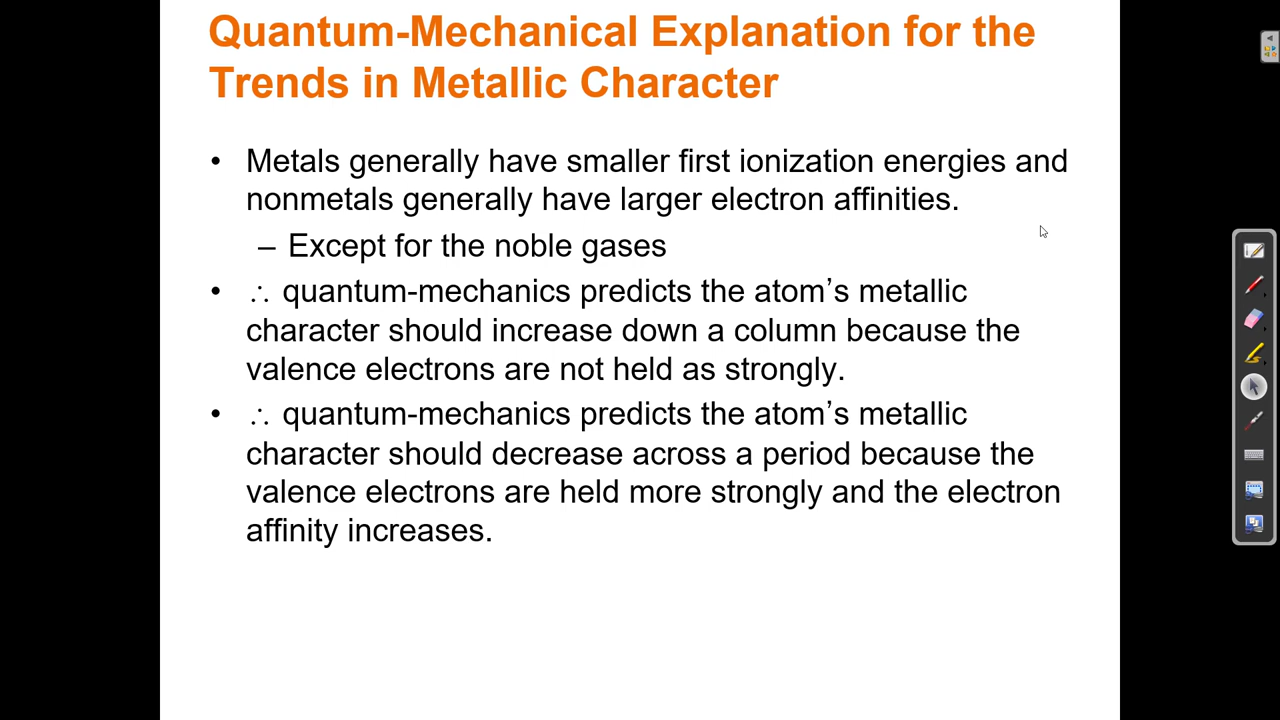 Quantum-Mechanical Explanation for the
Trends in Metallic Character
• Metals generally have smaller first ionization energies and
nonmetals generally have larger electron affinities.
– Except for the noble gases
• ∴ quantum-mechanics predicts the atom’s metallic
character should increase down a column because the
valence electrons are not held as strongly.
• ∴ quantum-mechanics predicts the atom’s metallic
character should decrease across a period because the
valence electrons are held more strongly and the electron
affinity increases.